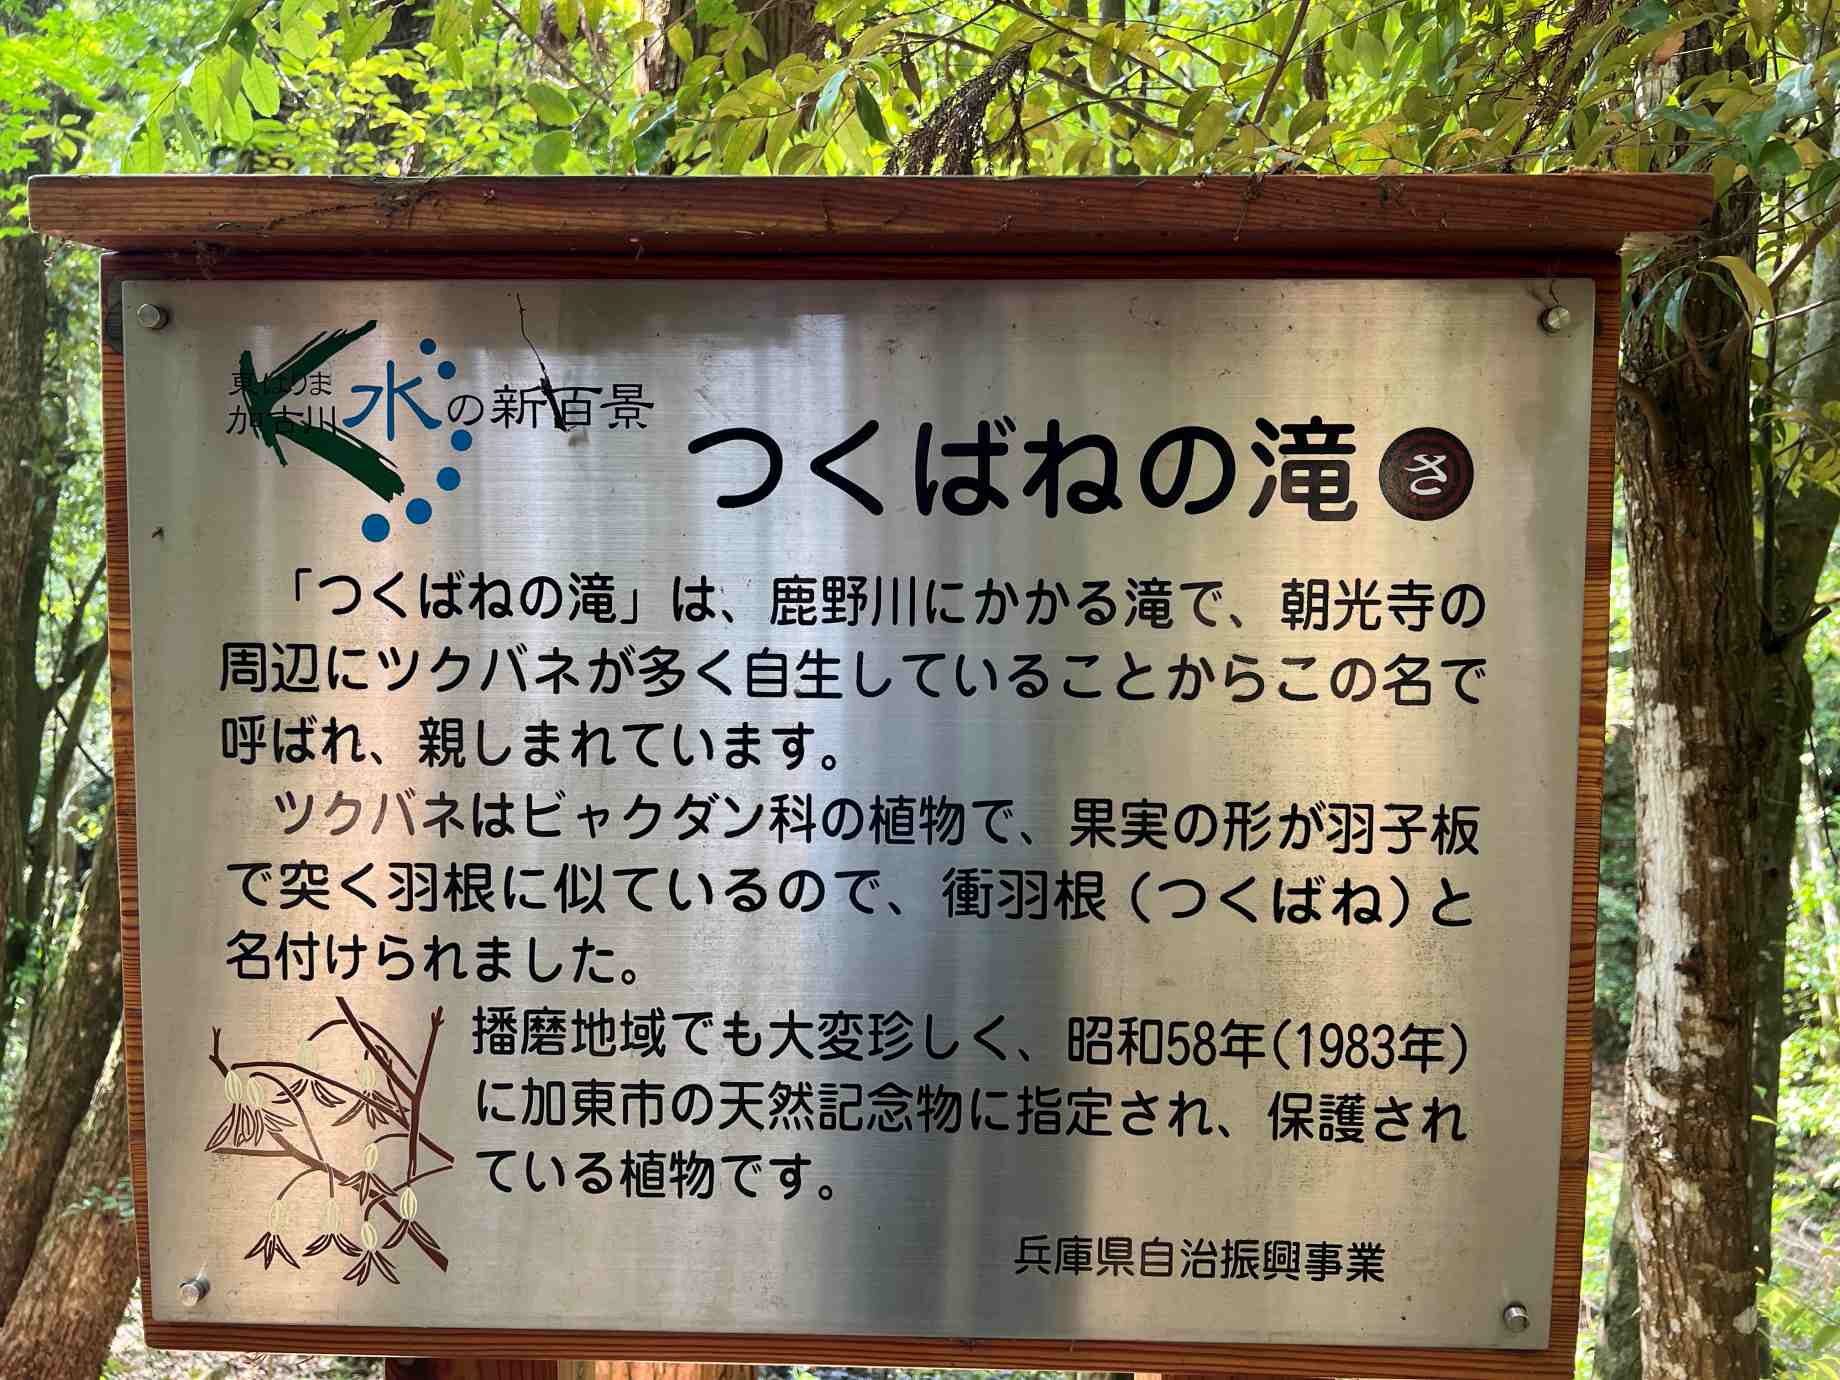 東はりま
加古川 水の新百景
つくばねの滝 さ
「つくばねの滝」は、鹿野川にかかる滝で、朝光寺の
周辺にツクバネが多く自生していることからこの名で
呼ばれ、親しまれています。
ツクバネはビャクダン科の植物で、果実の形が羽子板
で突く羽根に似ているので、衝羽根(つくばね)と
名付けられました。
播磨地域でも大変珍しく、昭和58年(1983年)
に加東市の天然記念物に指定され、保護され
ている植物です。
兵庫県自治振興事業